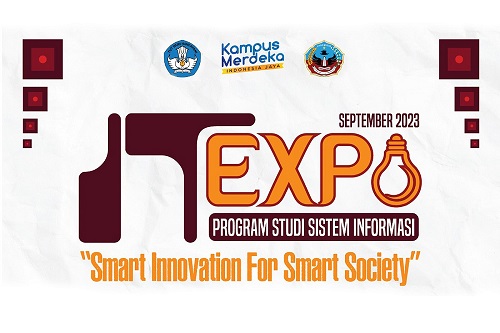 Kampus
Merdeka
INDONESIA JAYA
SEPTEMBER 2023
IT EXPO
PROGRAM STUDI SISTEM INFORMASI
"Smart Innovation For Smart Society"